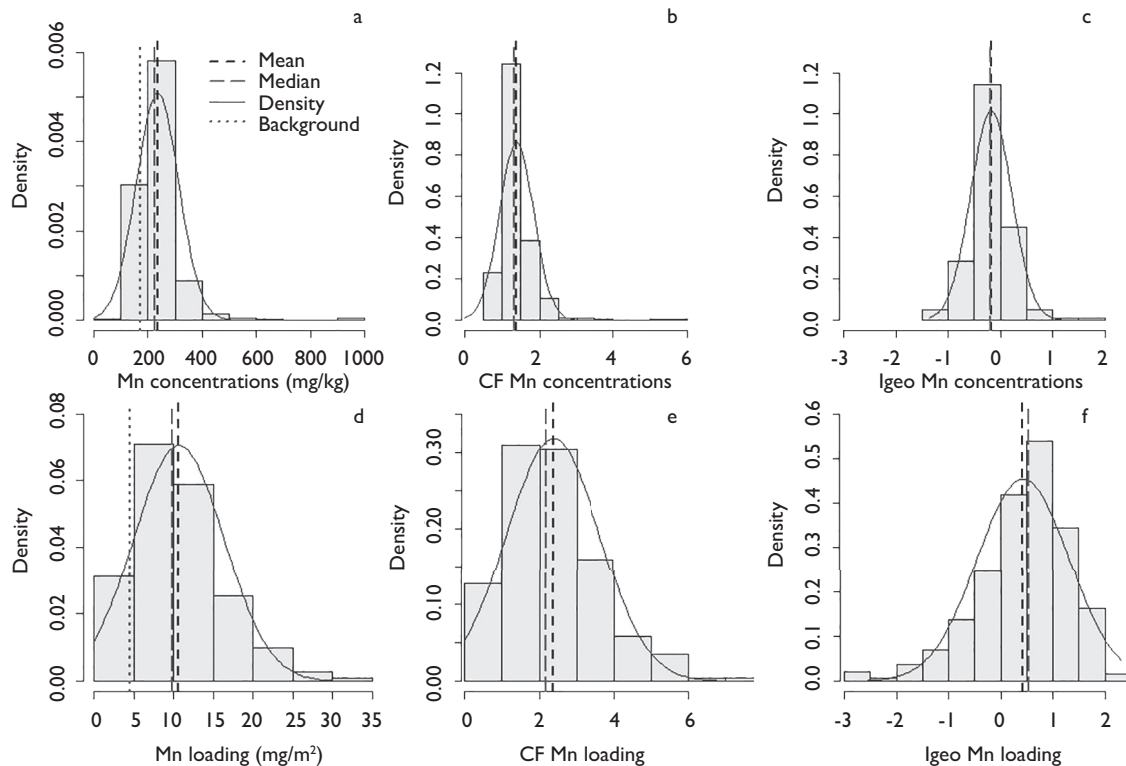 a
b
c
Mean
Median
Density
Background
Density
0.000
0.002
0.004
0.006
0 200 400 600 800 1000
Mn concentrations (mg/kg)
Density
0.0
0.2
0.4
0.6
0.8
1.0
1.2
0 2 4 6
CF Mn concentrations
Density
0.0
0.2
0.4
0.6
0.8
1.0
1.2
-3 -2 -1 0 1 2
Igeo Mn concentrations
d
e
f
Density
0.00
0.02
0.04
0.06
0.08
0 5 10 15 20 25 30 35
Mn loading (mg/m²)
Density
0.00
0.10
0.20
0.30
0 2 4 6
CF Mn loading
Density
0.0
0.1
0.2
0.3
0.4
0.5
0.6
-3 -2 -1 0 1 2
Igeo Mn loading